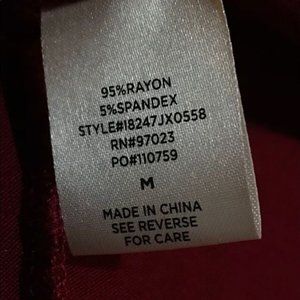 95%RAYON
5%SPANDEX
STYLE#18247JX0558
RN#97023
PO#110759
M
MADE IN CHINA
SEE REVERSE
FOR CARE